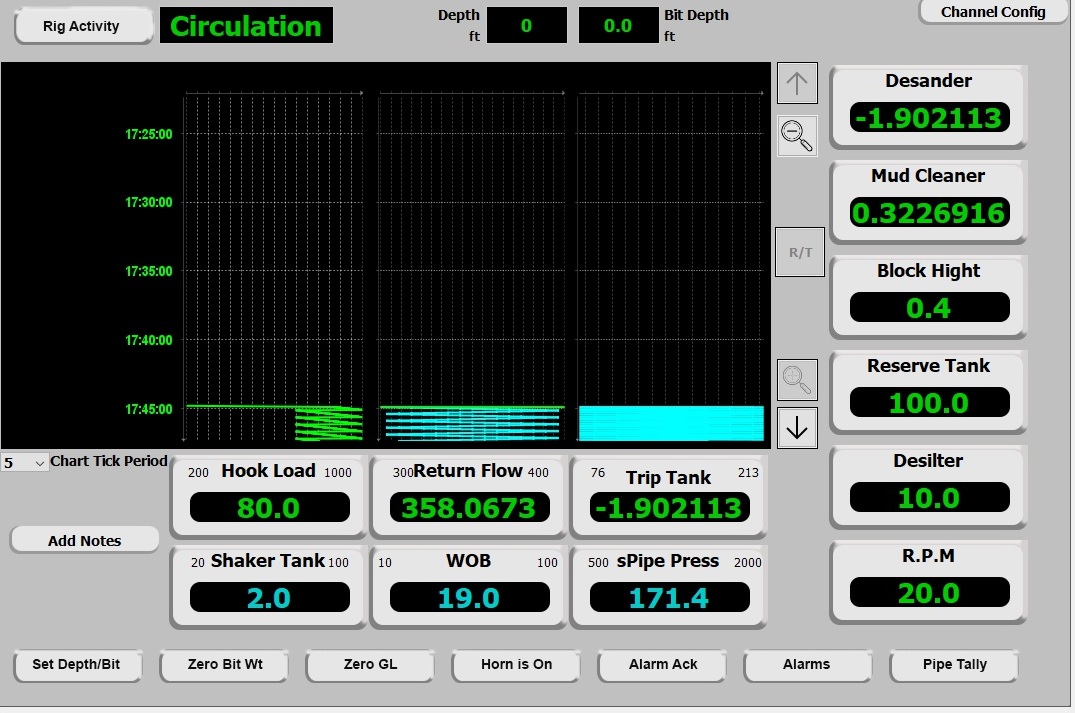 Rig Activity
Circulation
Depth
ft
0
0.0
Bit Depth
ft
Channel Config
17:25:00
17:30:00
17:35:00
17:40:00
17:45:00
R/T
Desander
-1.902113
Mud Cleaner
0.3226916
Block Hight
0.4
Reserve Tank
100.0
Desilter
10.0
R.P.M
20.0
5
Chart Tick Period
200 Hook Load 1000
80.0
300 Return Flow 400
358.0673
76 Trip Tank 213
-1.902113
Add Notes
20 Shaker Tank 100
2.0
10 WOB 100
19.0
500 sPipe Press 2000
171.4
Set Depth/Bit
Zero Bit Wt
Zero GL
Horn is On
Alarm Ack
Alarms
Pipe Tally